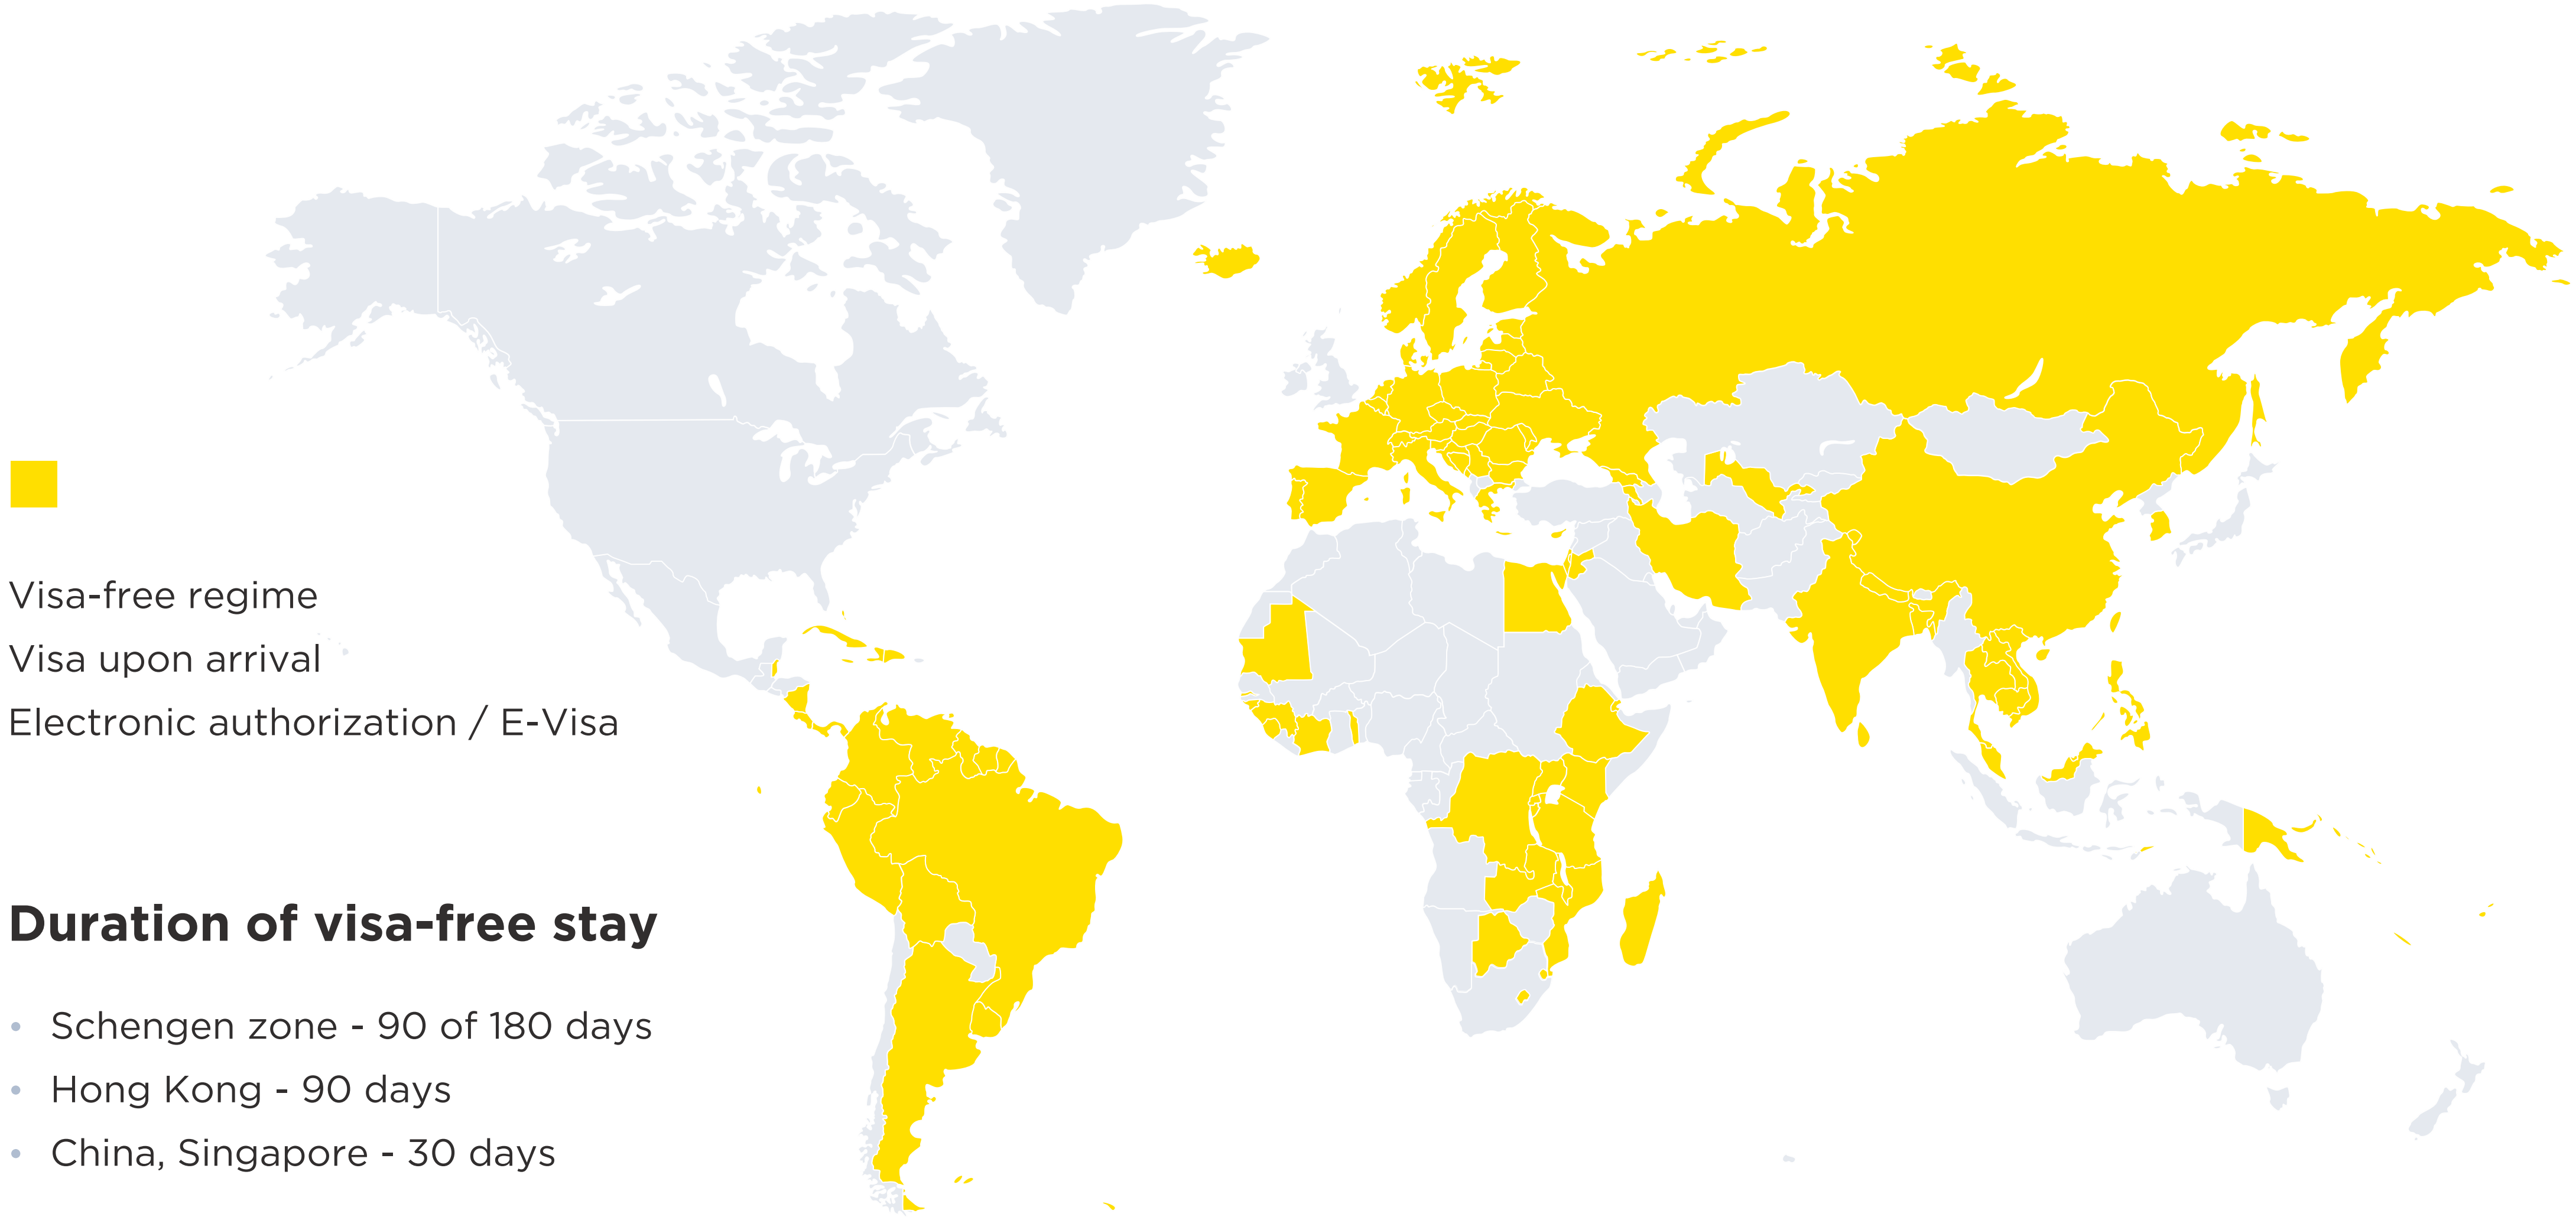 Visa-free regime
Visa upon arrival
Electronic authorization / E-Visa
Duration of visa-free stay
• Schengen zone - 90 of 180 days
• Hong Kong - 90 days
• China, Singapore - 30 days